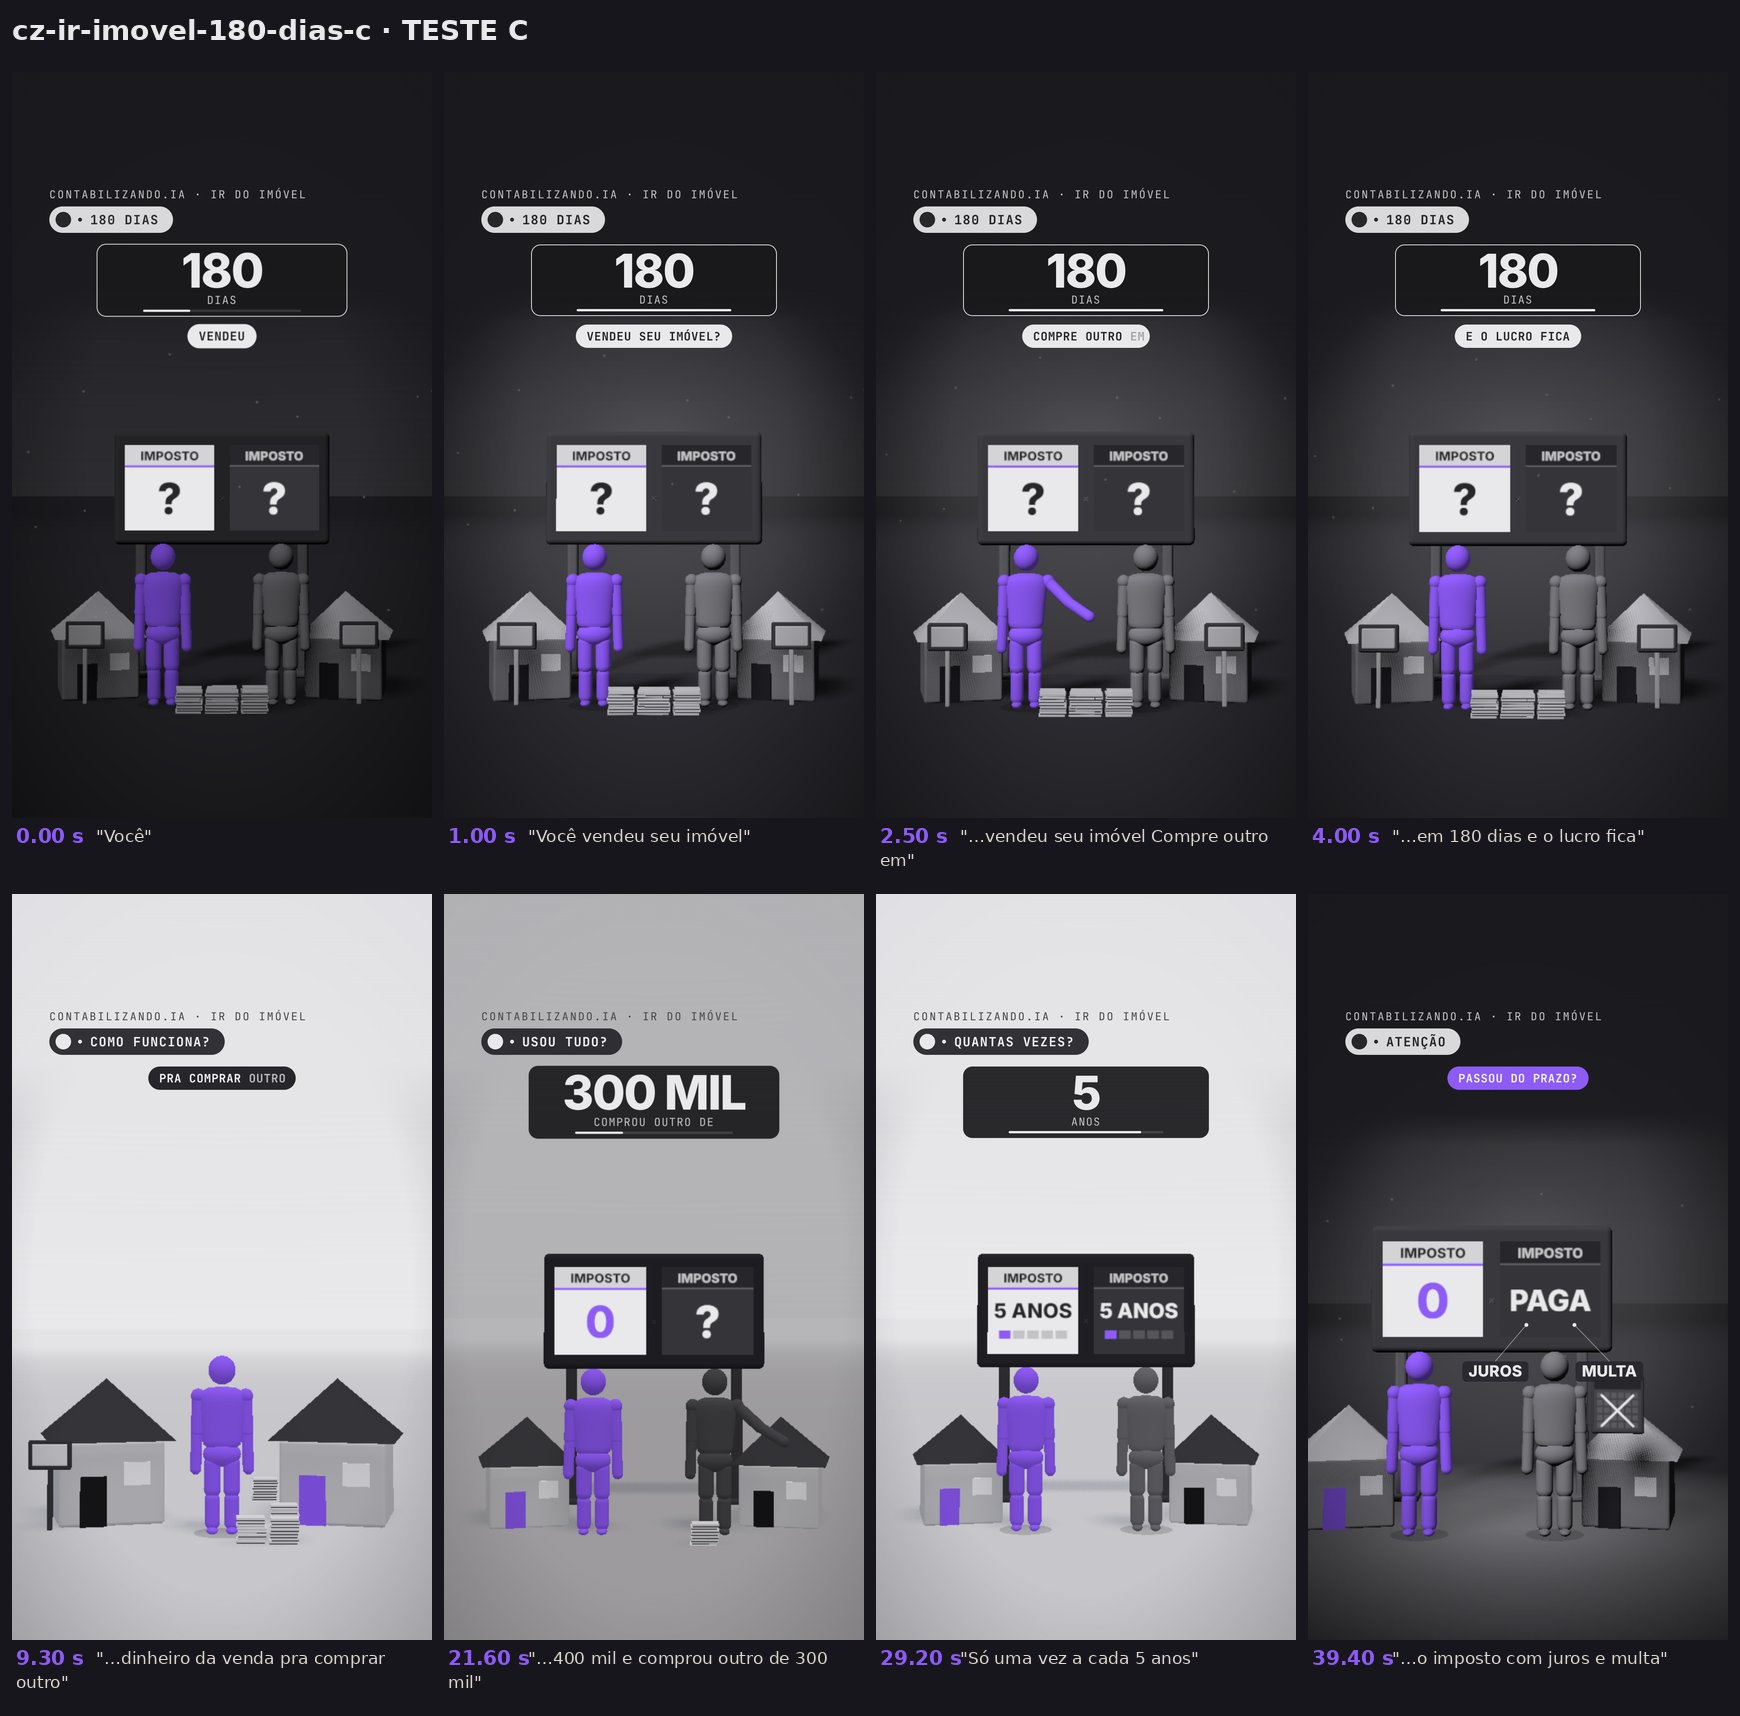 cz-ir-imovel-180-dias-c · TESTE C
CONTABILIZANDO.IA · IR DO IMÓVEL
• 180 DIAS
180
DIAS
VENDEU
IMPOSTO
?
IMPOSTO
?
0.00 s "Você"
CONTABILIZANDO.IA · IR DO IMÓVEL
• 180 DIAS
180
DIAS
VENDEU SEU IMÓVEL?
IMPOSTO
?
IMPOSTO
?
1.00 s "Você vendeu seu imóvel"
CONTABILIZANDO.IA · IR DO IMÓVEL
• 180 DIAS
180
DIAS
COMPRE OUTRO EM
IMPOSTO
?
IMPOSTO
?
2.50 s "...vendeu seu imóvel Compre outro
em"
CONTABILIZANDO.IA · IR DO IMÓVEL
• 180 DIAS
180
DIAS
E O LUCRO FICA
IMPOSTO
?
IMPOSTO
?
4.00 s "...em 180 dias e o lucro fica"
CONTABILIZANDO.IA · IR DO IMÓVEL
• COMO FUNCIONA?
PRA COMPRAR OUTRO
9.30 s "...dinheiro da venda pra comprar
outro"
CONTABILIZANDO.IA · IR DO IMÓVEL
• USOU TUDO?
300 MIL
COMPROU OUTRO DE
IMPOSTO
0
IMPOSTO
?
21.60 s "...400 mil e comprou outro de 300
mil"
CONTABILIZANDO.IA · IR DO IMÓVEL
• QUANTAS VEZES?
5
ANOS
IMPOSTO
5 ANOS
IMPOSTO
5 ANOS
29.20 s "Só uma vez a cada 5 anos"
CONTABILIZANDO.IA · IR DO IMÓVEL
• ATENÇÃO
PASSOU DO PRAZO?
IMPOSTO
0
IMPOSTO
PAGA
JUROS
MULTA
39.40 s "...o imposto com juros e multa"